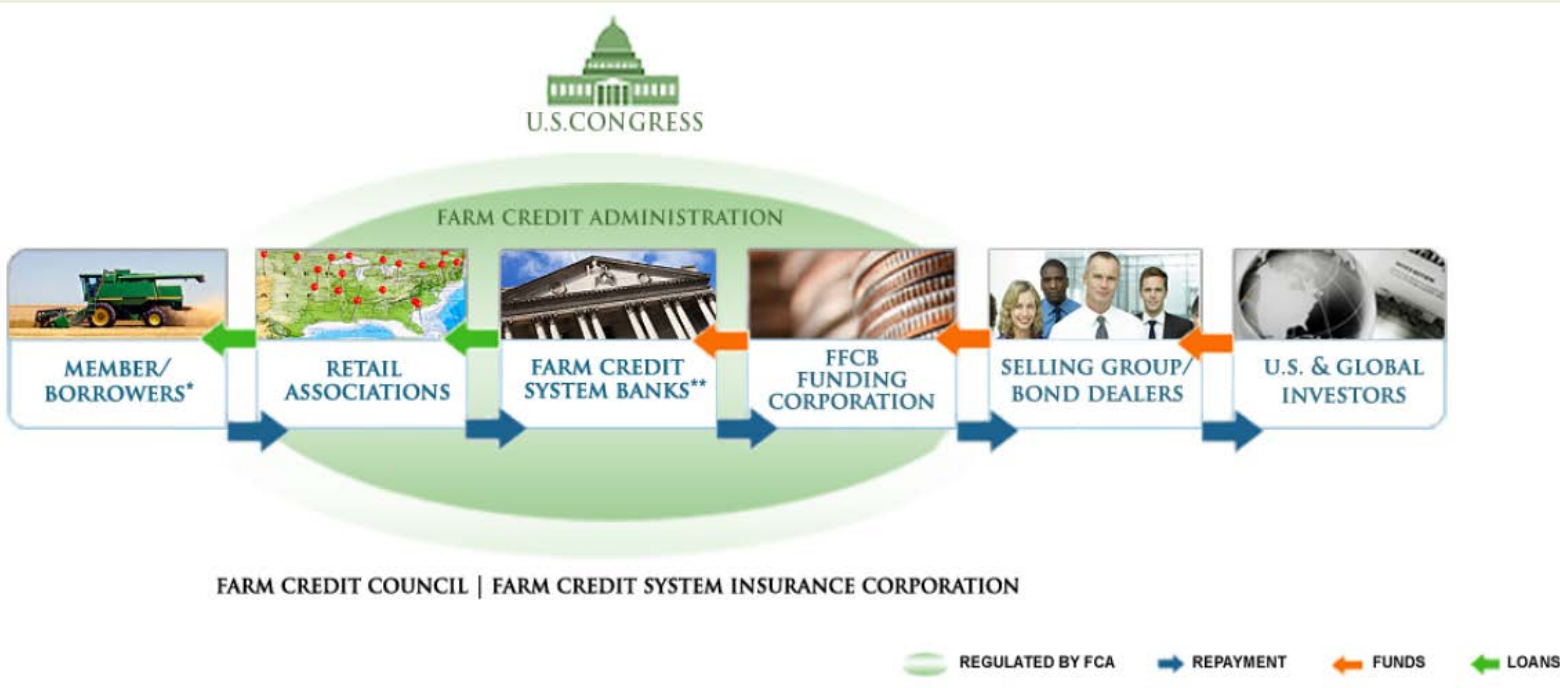 U.S.CONGRESS
FARM CREDIT ADMINISTRATION
MEMBER/
BORROWERS*
RETAIL
ASSOCIATIONS
FARM CREDIT
SYSTEM BANKS**
FFCB
FUNDING
CORPORATION
SELLING GROUP/
BOND DEALERS
U.S. & GLOBAL
INVESTORS
FARM CREDIT COUNCIL | FARM CREDIT SYSTEM INSURANCE CORPORATION
REGULATED BY FCA
REPAYMENT
FUNDS
LOANS